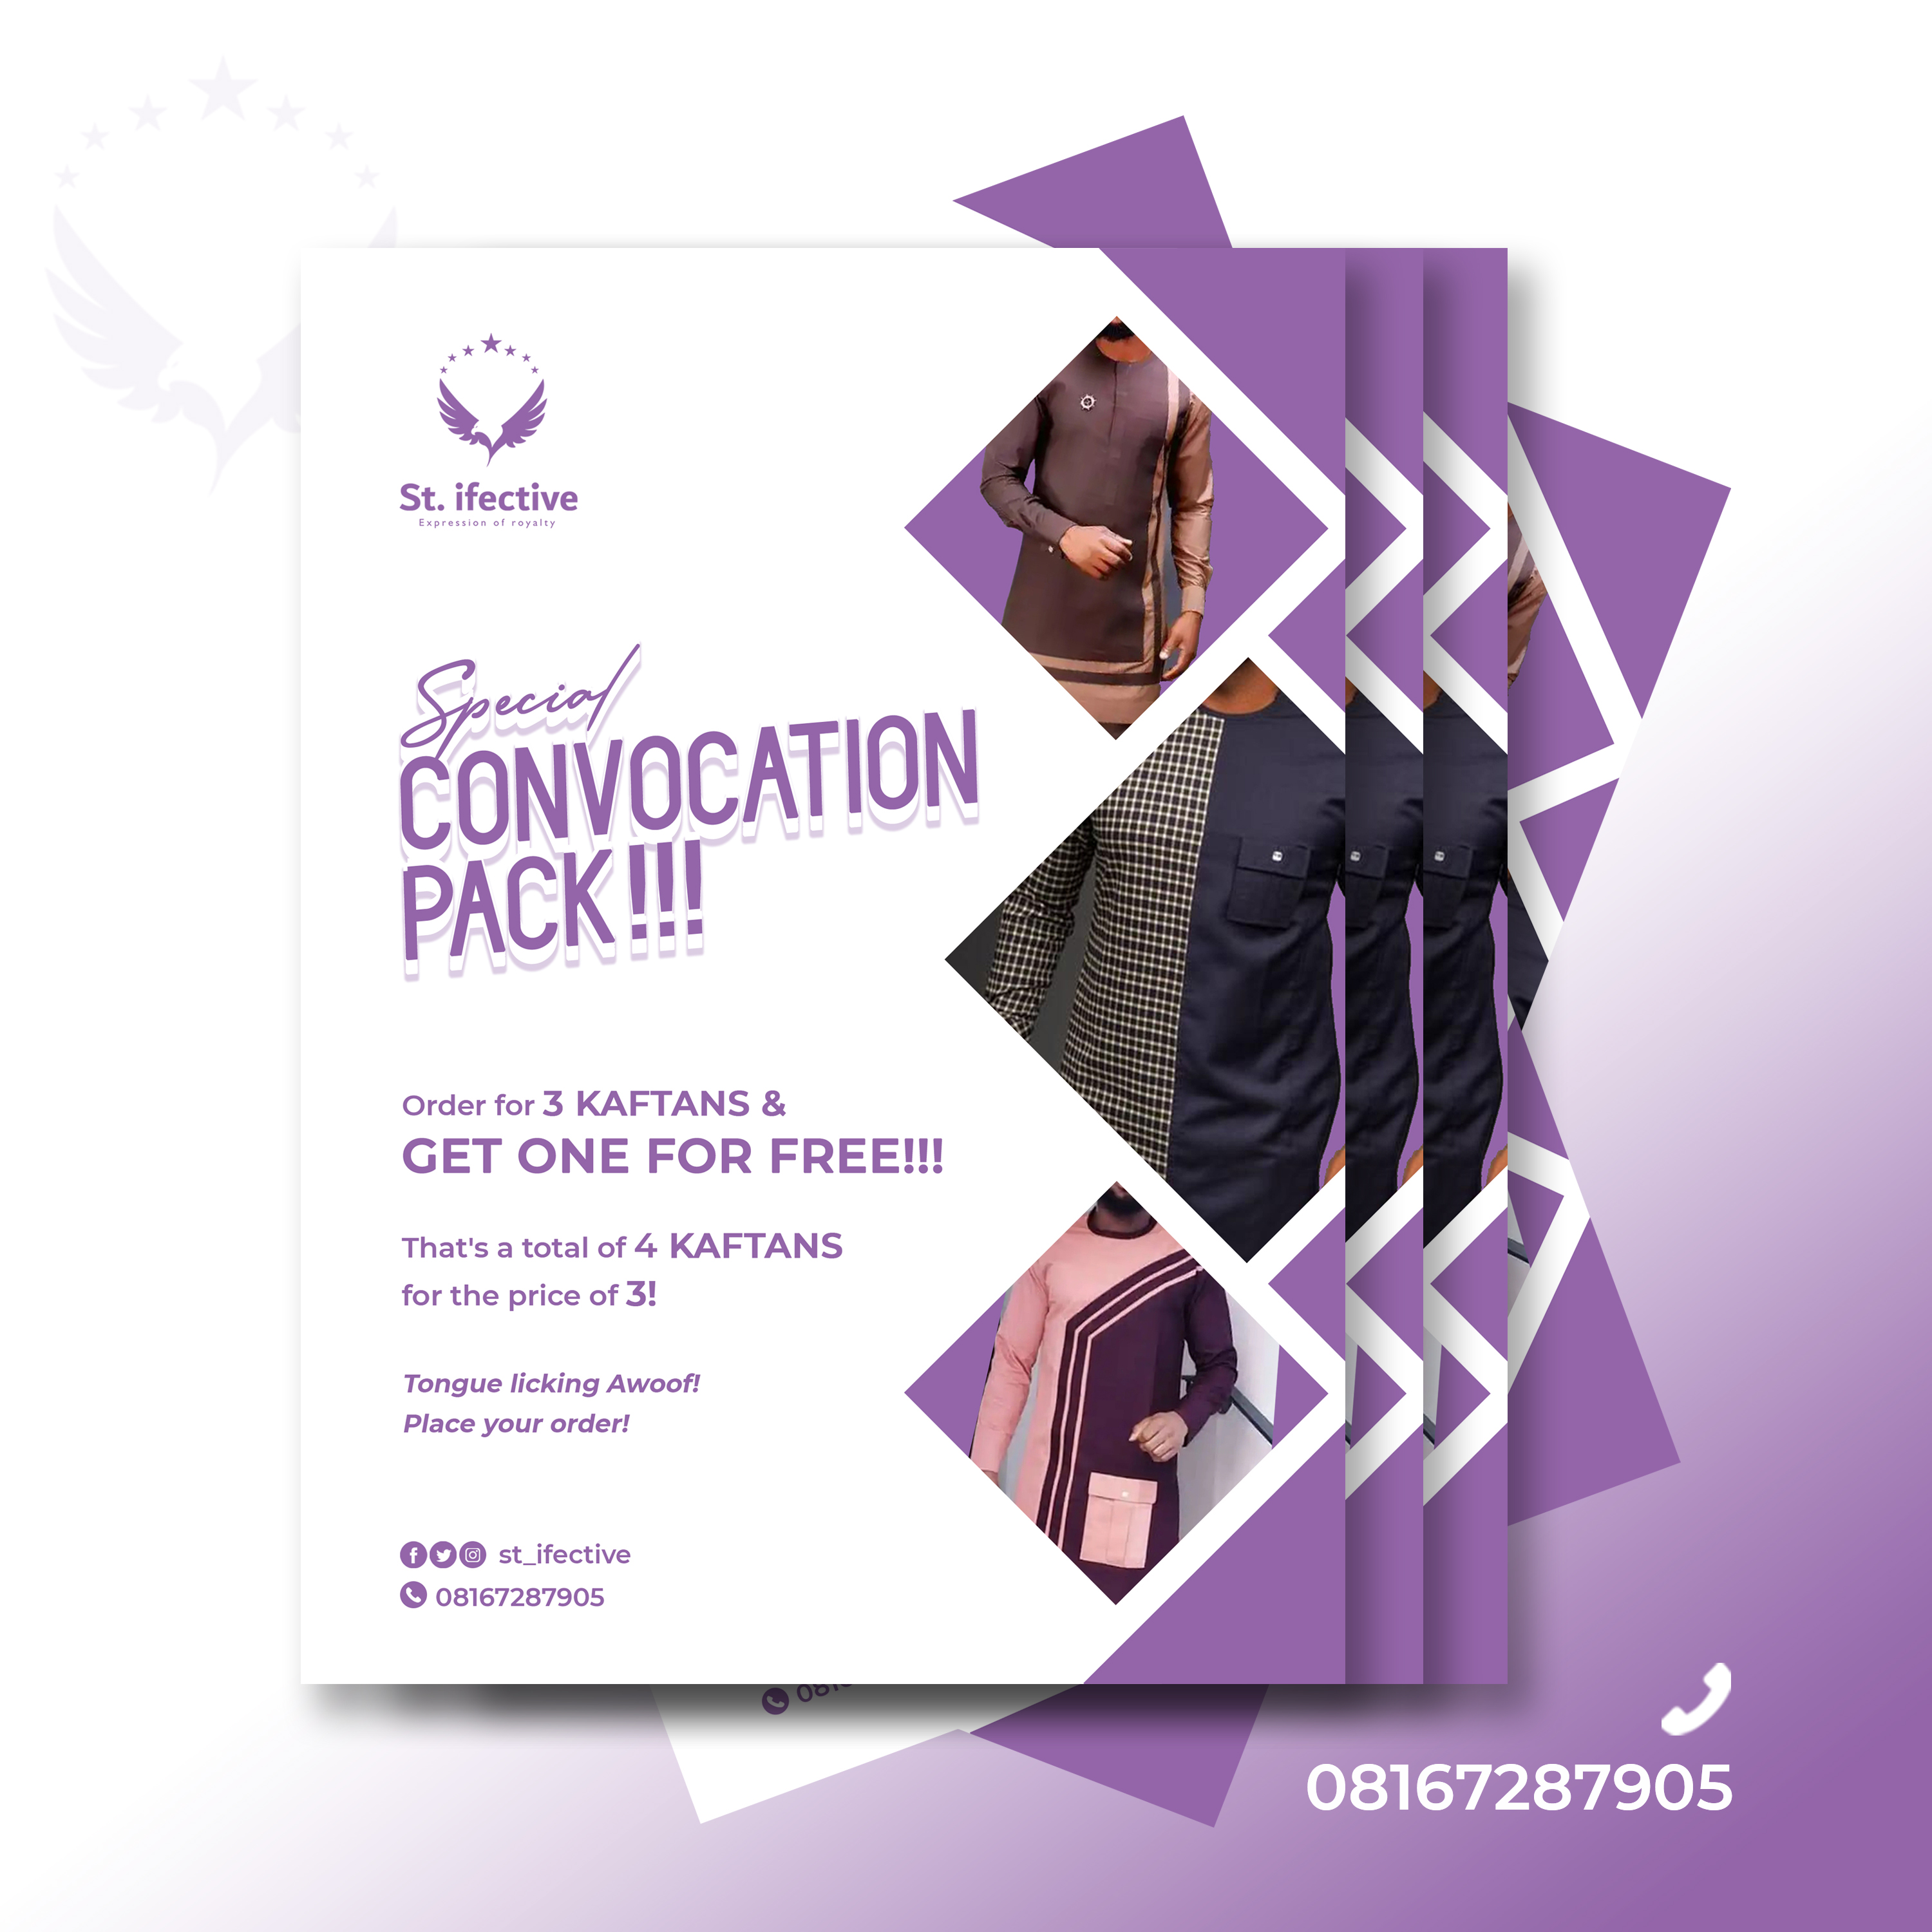 St. ifective
Expression of royalty
Special
CONVOCATION
PACK!!!
Order for 3 KAFTANS &
GET ONE FOR FREE!!!
That's a total of 4 KAFTANS
for the price of 3!
Tongue licking Awoof!
Place your order!
st_ifective
08167287905
0816
08167287905